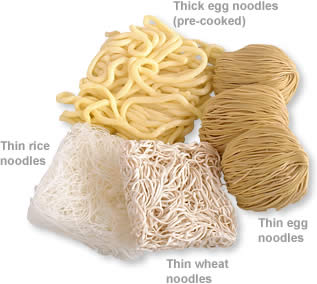 Thick egg noodles
(pre-cooked)
Thin rice
noodles
Thin egg
noodles
Thin wheat
noodles